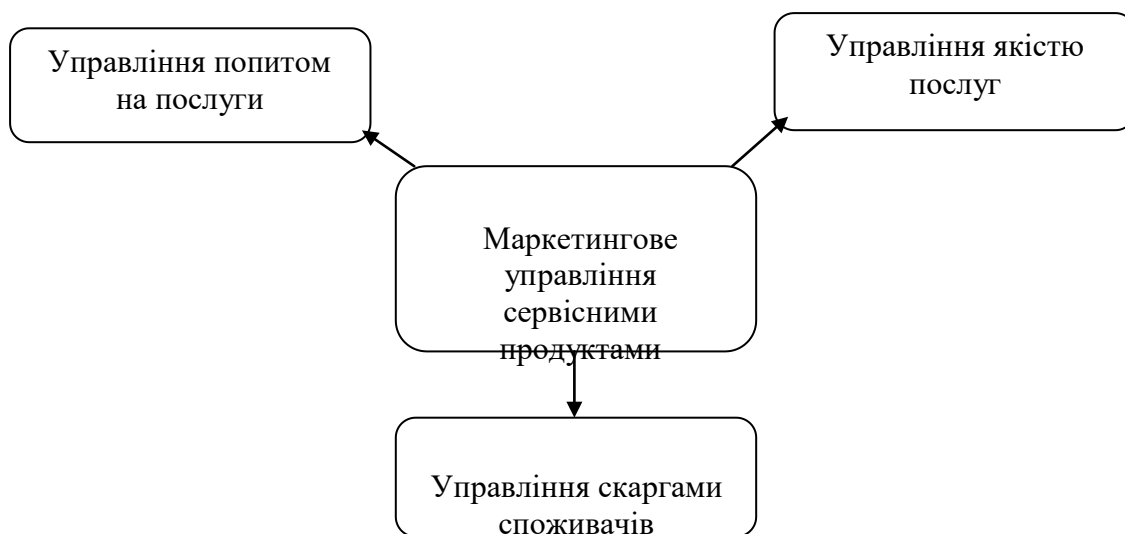 Управління попитом
на послуги
Управління якістю
послуг
Маркетингове
управління
сервісними
продуктами
Управління скаргами
споживачів